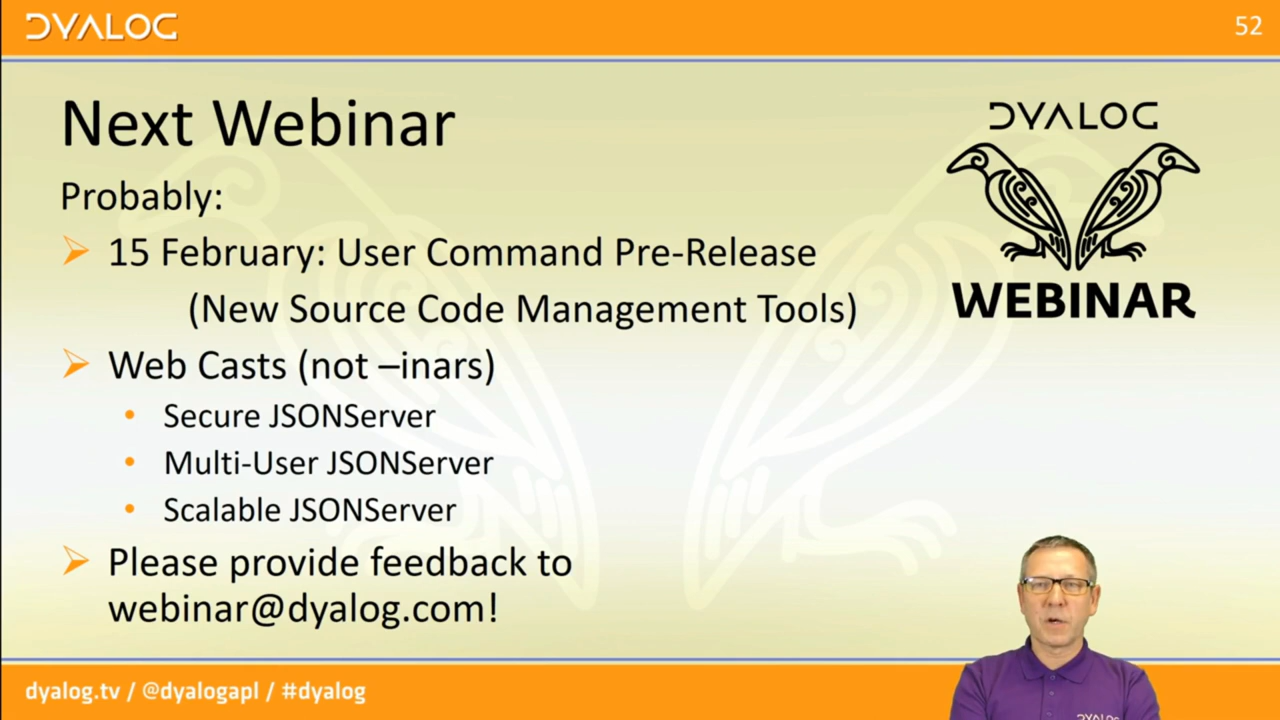 DYALOG
52
Next Webinar
DYALOG
WEBINAR
Probably:
➢ 15 February: User Command Pre-Release
(New Source Code Management Tools)
➢ Web Casts (not –inars)
• Secure JSONServer
• Multi-User JSONServer
• Scalable JSONServer
➢ Please provide feedback to
webinar@dyalog.com!
DYALOG
dyalog.tv / @dyalogapl / #dyalog